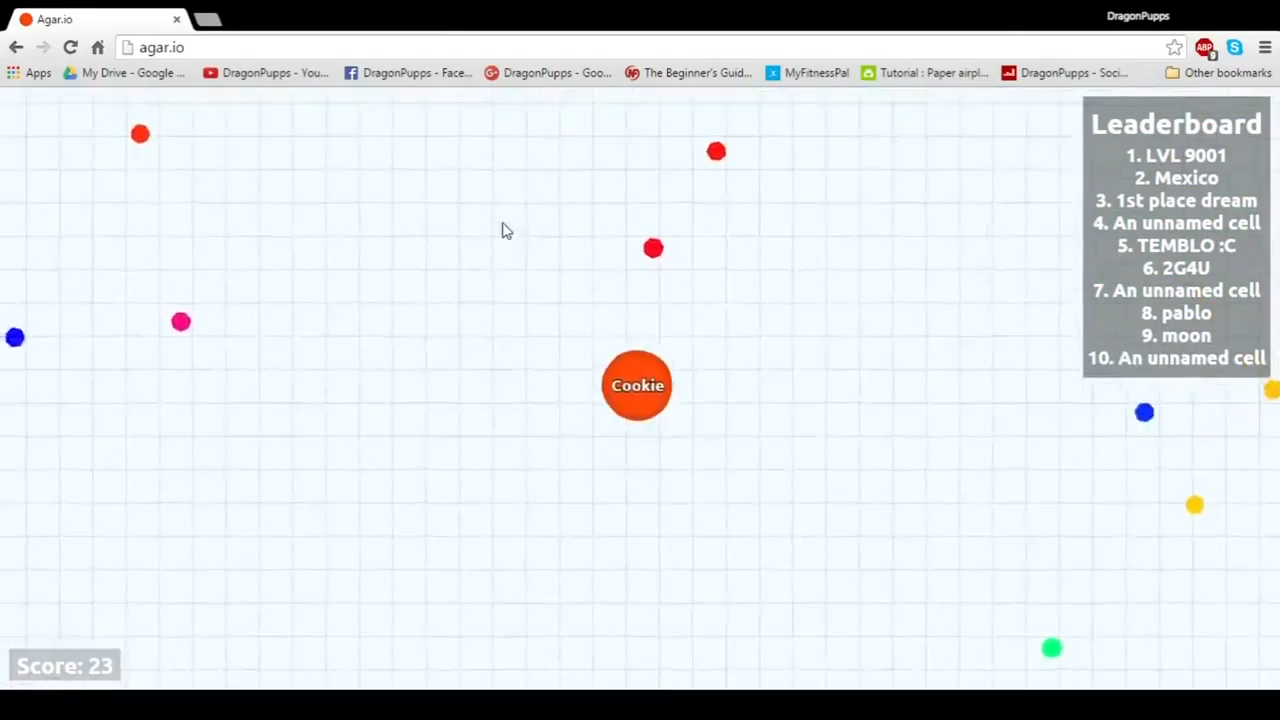 DragonPupps
Agar.io
agar.io
ABP
9
Apps
My Drive - Google ...
DragonPupps - You...
DragonPupps - Face...
DragonPupps - Goo...
The Beginner's Guid...
MyFitnessPal
Tutorial : Paper airpl...
DragonPupps - Soci...
Other bookmarks
Leaderboard
1. LVL 9001
2. Mexico
3. 1st place dream
4. An unnamed cell
5. TEMBLO :C
6. 2G4U
7. An unnamed cell
8. pablo
9. moon
10. An unnamed cell
Cookie
Score: 23